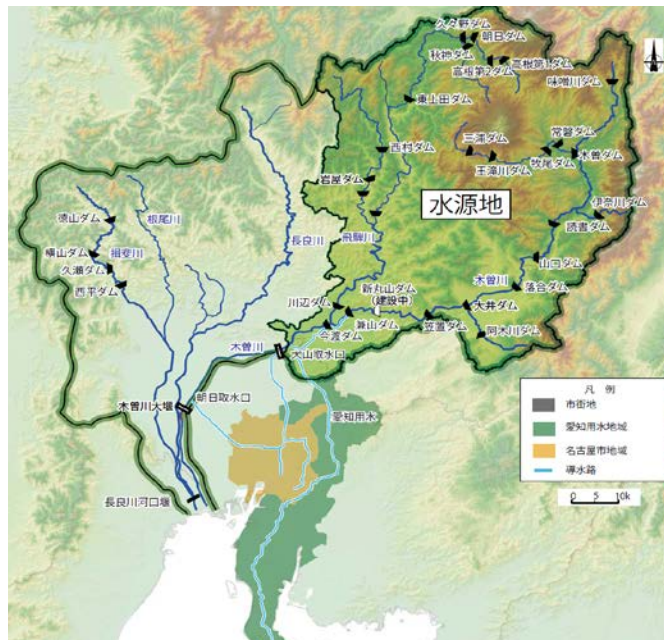 久々野ダム
朝日ダム
秋神ダム
高根第1ダム
高根第2ダム
味噌川ダム
東上田ダム
三浦ダム
常盤ダム
西村ダム
王滝川ダム
牧尾ダム
木曽ダム
岩屋ダム
水源地
伊奈川ダム
徳山ダム
根尾川
長良川
飛騨川
読書ダム
横山ダム
揖斐川
山口ダム
久瀬ダム
新丸山ダム
(建設中)
木曽川
落合ダム
西平ダム
川辺ダム
大井ダム
兼山ダム
笠置ダム
阿木川ダム
今渡ダム
木曽川
犬山取水口
朝日取水口
木曽川大堰
長良川河口堰
凡 例
市街地
愛知用水地域
名古屋市地域
導水路
0 5 10k